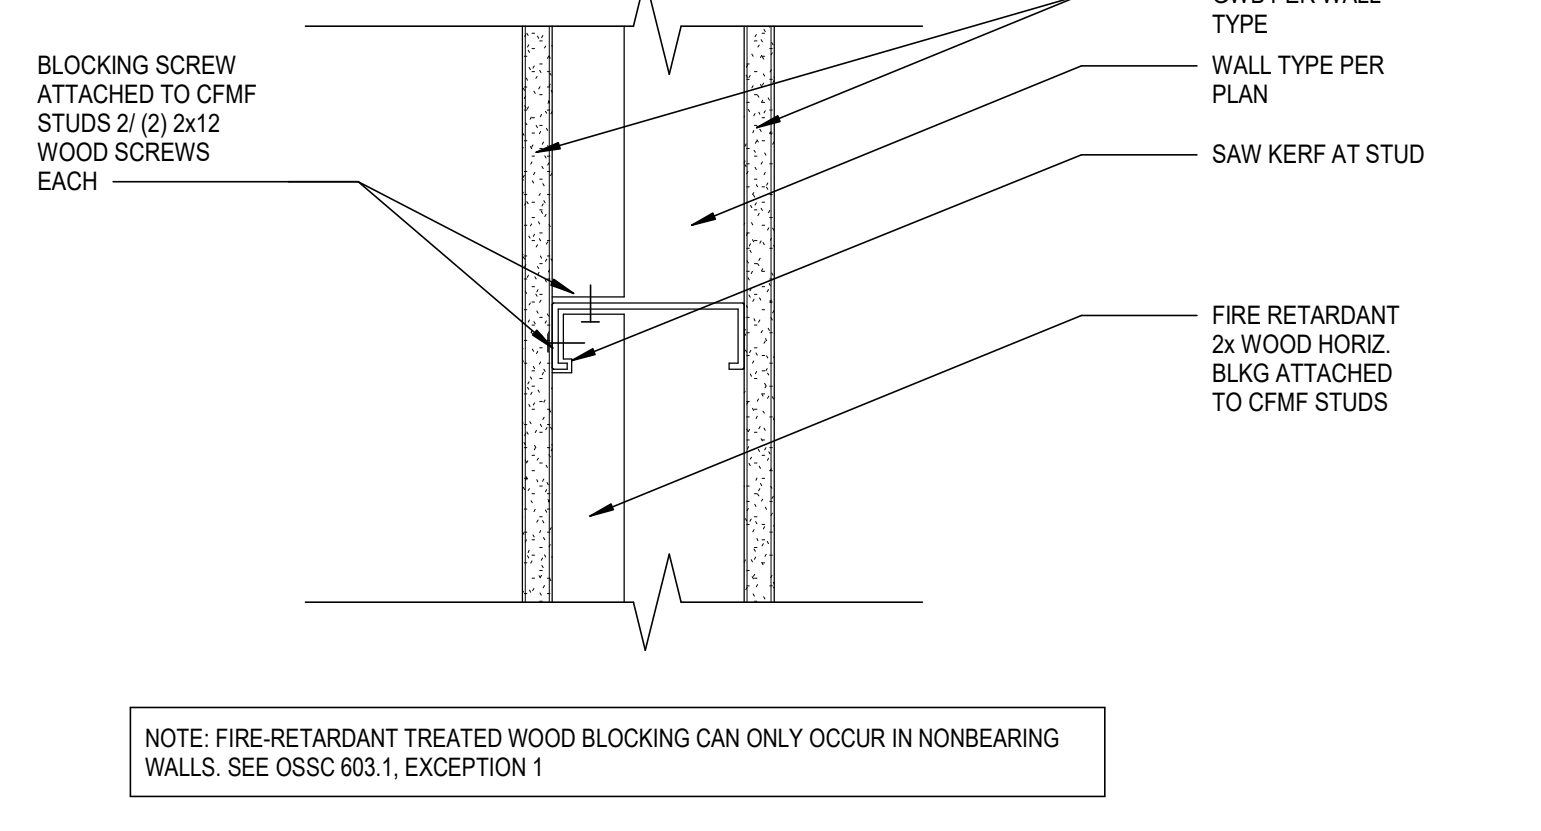 BLOCKING SCREW
ATTACHED TO CFMF
STUDS 2/ (2) 2x12
WOOD SCREWS
EACH
TYPE
WALL TYPE PER
PLAN
SAW KERF AT STUD
FIRE RETARDANT
2x WOOD HORIZ.
BLKG ATTACHED
TO CFMF STUDS
NOTE: FIRE-RETARDANT TREATED WOOD BLOCKING CAN ONLY OCCUR IN NONBEARING
WALLS. SEE OSSC 603.1, EXCEPTION 1